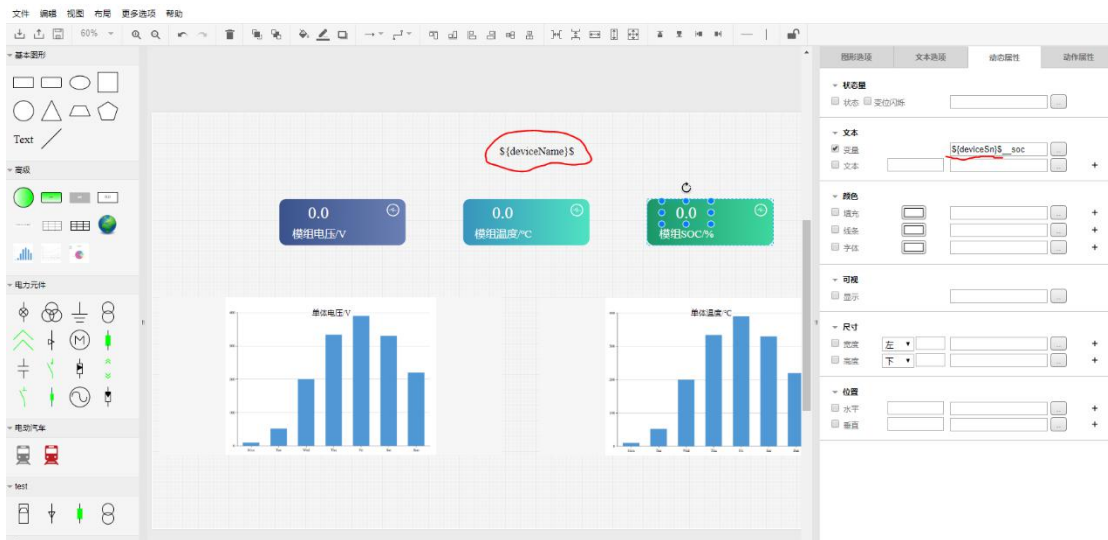 文件 编辑 视图 布局 更多选项 帮助
60%
基本图形
图形选项 文本选项 动态属性 动作属性
Text
高级
电力元件
电动汽车
test
${deviceName}$
0.0
模组电压/V
0.0
模组温度/°C
0.0
模组SOC/%
单体电压/V
单体温度/°C
状态量
状态 变位闪烁
文本
变量 ${deviceSn}$__soc
文本
颜色
填充
线条
字体
可视
显示
尺寸
宽度 左
高度 下
位置
水平
垂直